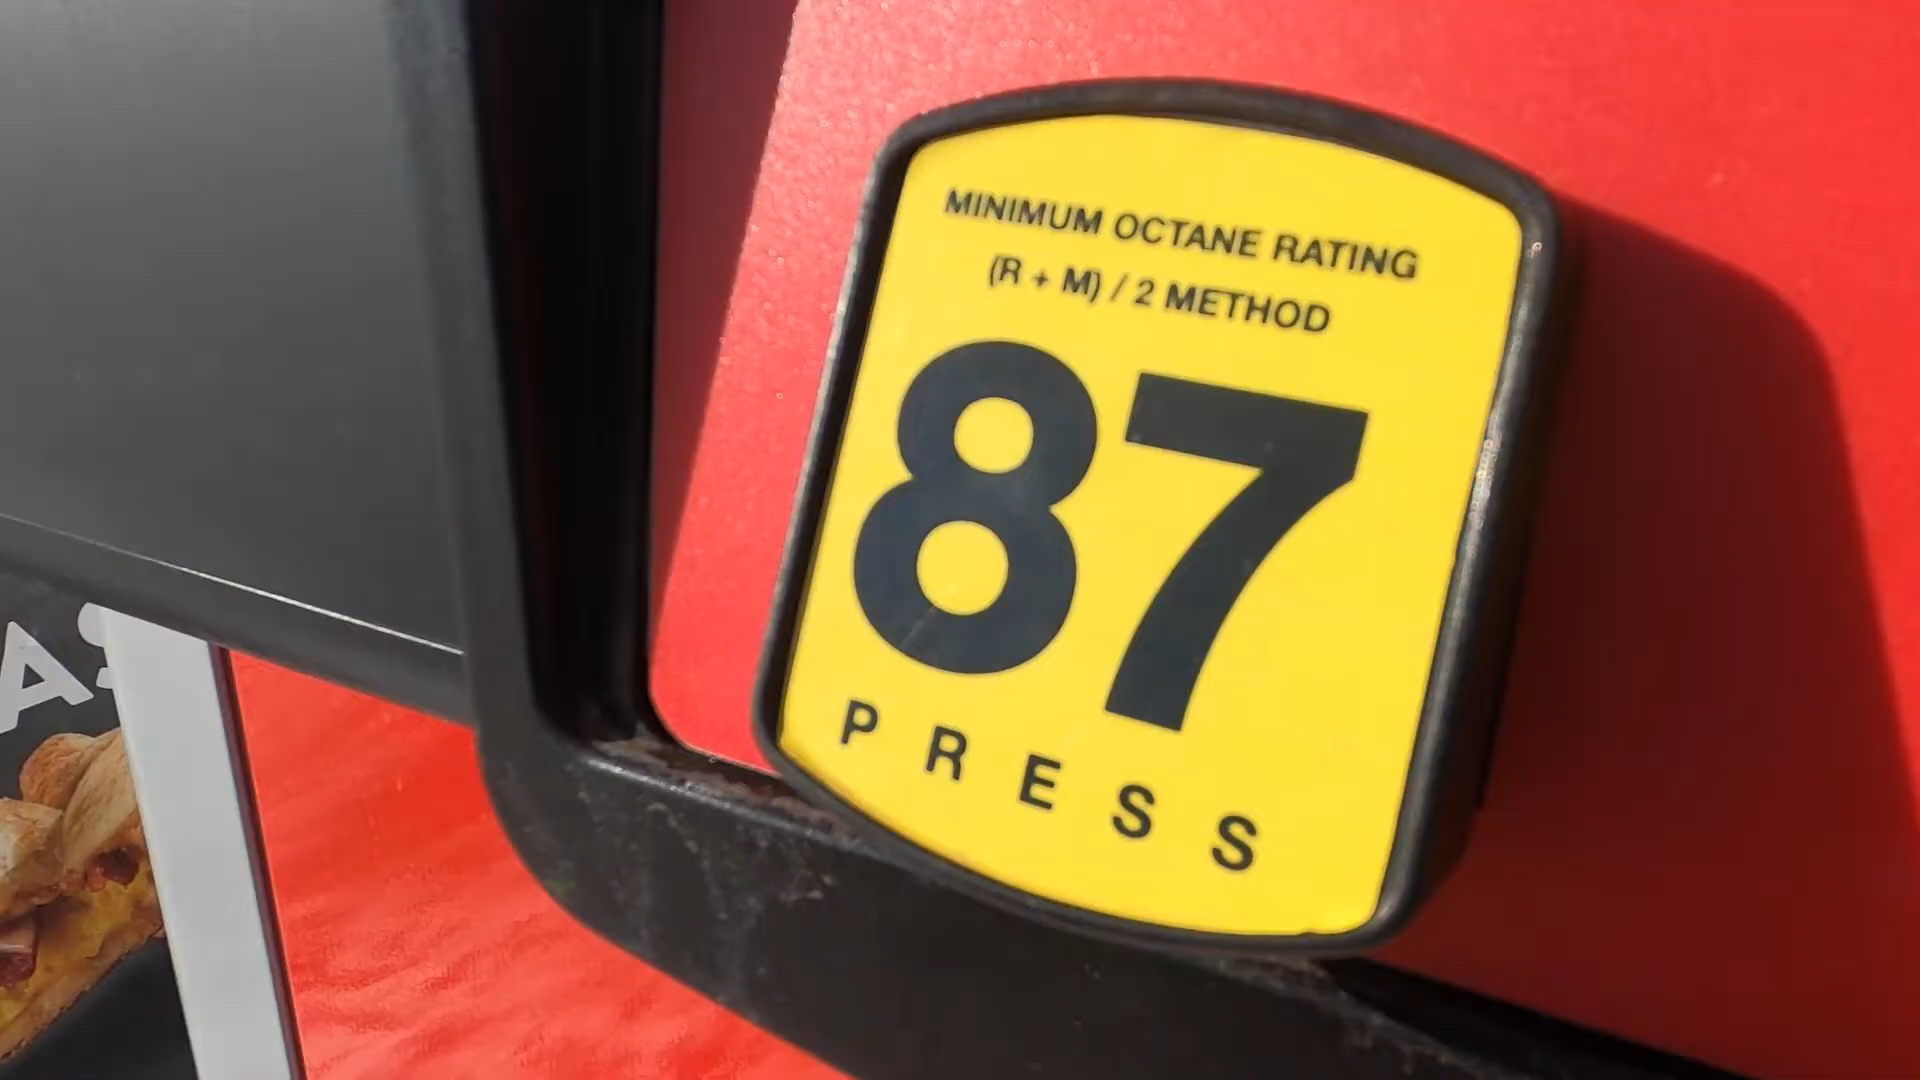 MINIMUM OCTANE RATING
(R + M) / 2 METHOD
87
PRESS